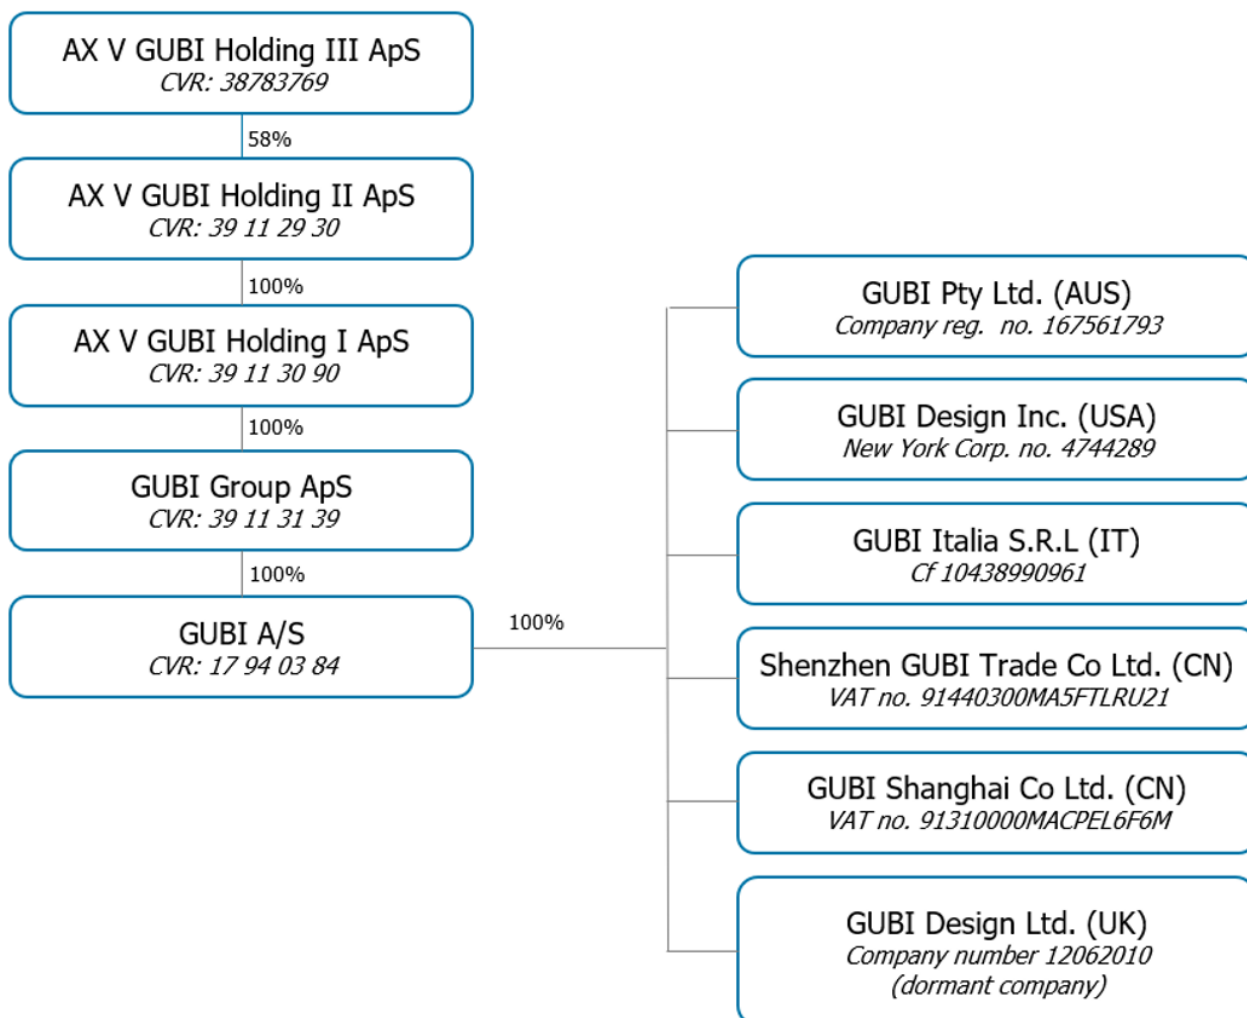 AX V GUBI Holding III ApS
CVR: 38783769
58%
AX V GUBI Holding II ApS
CVR: 39 11 29 30
100%
AX V GUBI Holding I ApS
CVR: 39 11 30 90
100%
GUBI Group ApS
CVR: 39 11 31 39
100%
GUBI A/S
CVR: 17 94 03 84
100%
GUBI Pty Ltd. (AUS)
Company reg. no. 167561793
GUBI Design Inc. (USA)
New York Corp. no. 4744289
GUBI Italia S.R.L (IT)
Cf 10438990961
Shenzhen GUBI Trade Co Ltd. (CN)
VAT no. 91440300MA5FTLRU21
GUBI Shanghai Co Ltd. (CN)
VAT no. 91310000MACPEL6F6M
GUBI Design Ltd. (UK)
Company number 12062010
(dormant company)